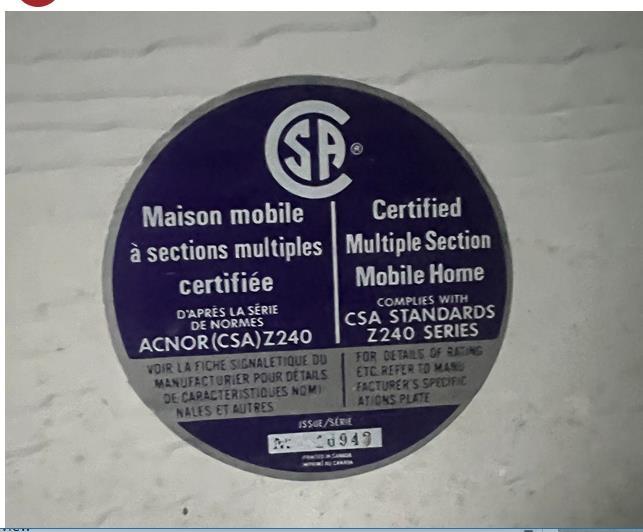 CSA®
Maison mobile
à sections multiples
certifiée
D'APRÈS LA SÉRIE
DE NORMES
ACNOR (CSA) Z240
VOIR LA FICHE SIGNALETIQUE DU
MANUFACTURIER POUR DÉTAILS
DE CARACTERISTIQUES NOMI
NALES ET AUTRES
Certified
Multiple Section
Mobile Home
COMPLIES WITH
CSA STANDARDS
Z240 SERIES
FOR DETAILS OF RATING
ETC. REFER TO MANU
FACTURER'S SPECIFIC
ATIONS PLATE
ISSUE/SÉRIE
PRINTED IN CANADA
IMPRIMÉ AU CANADA